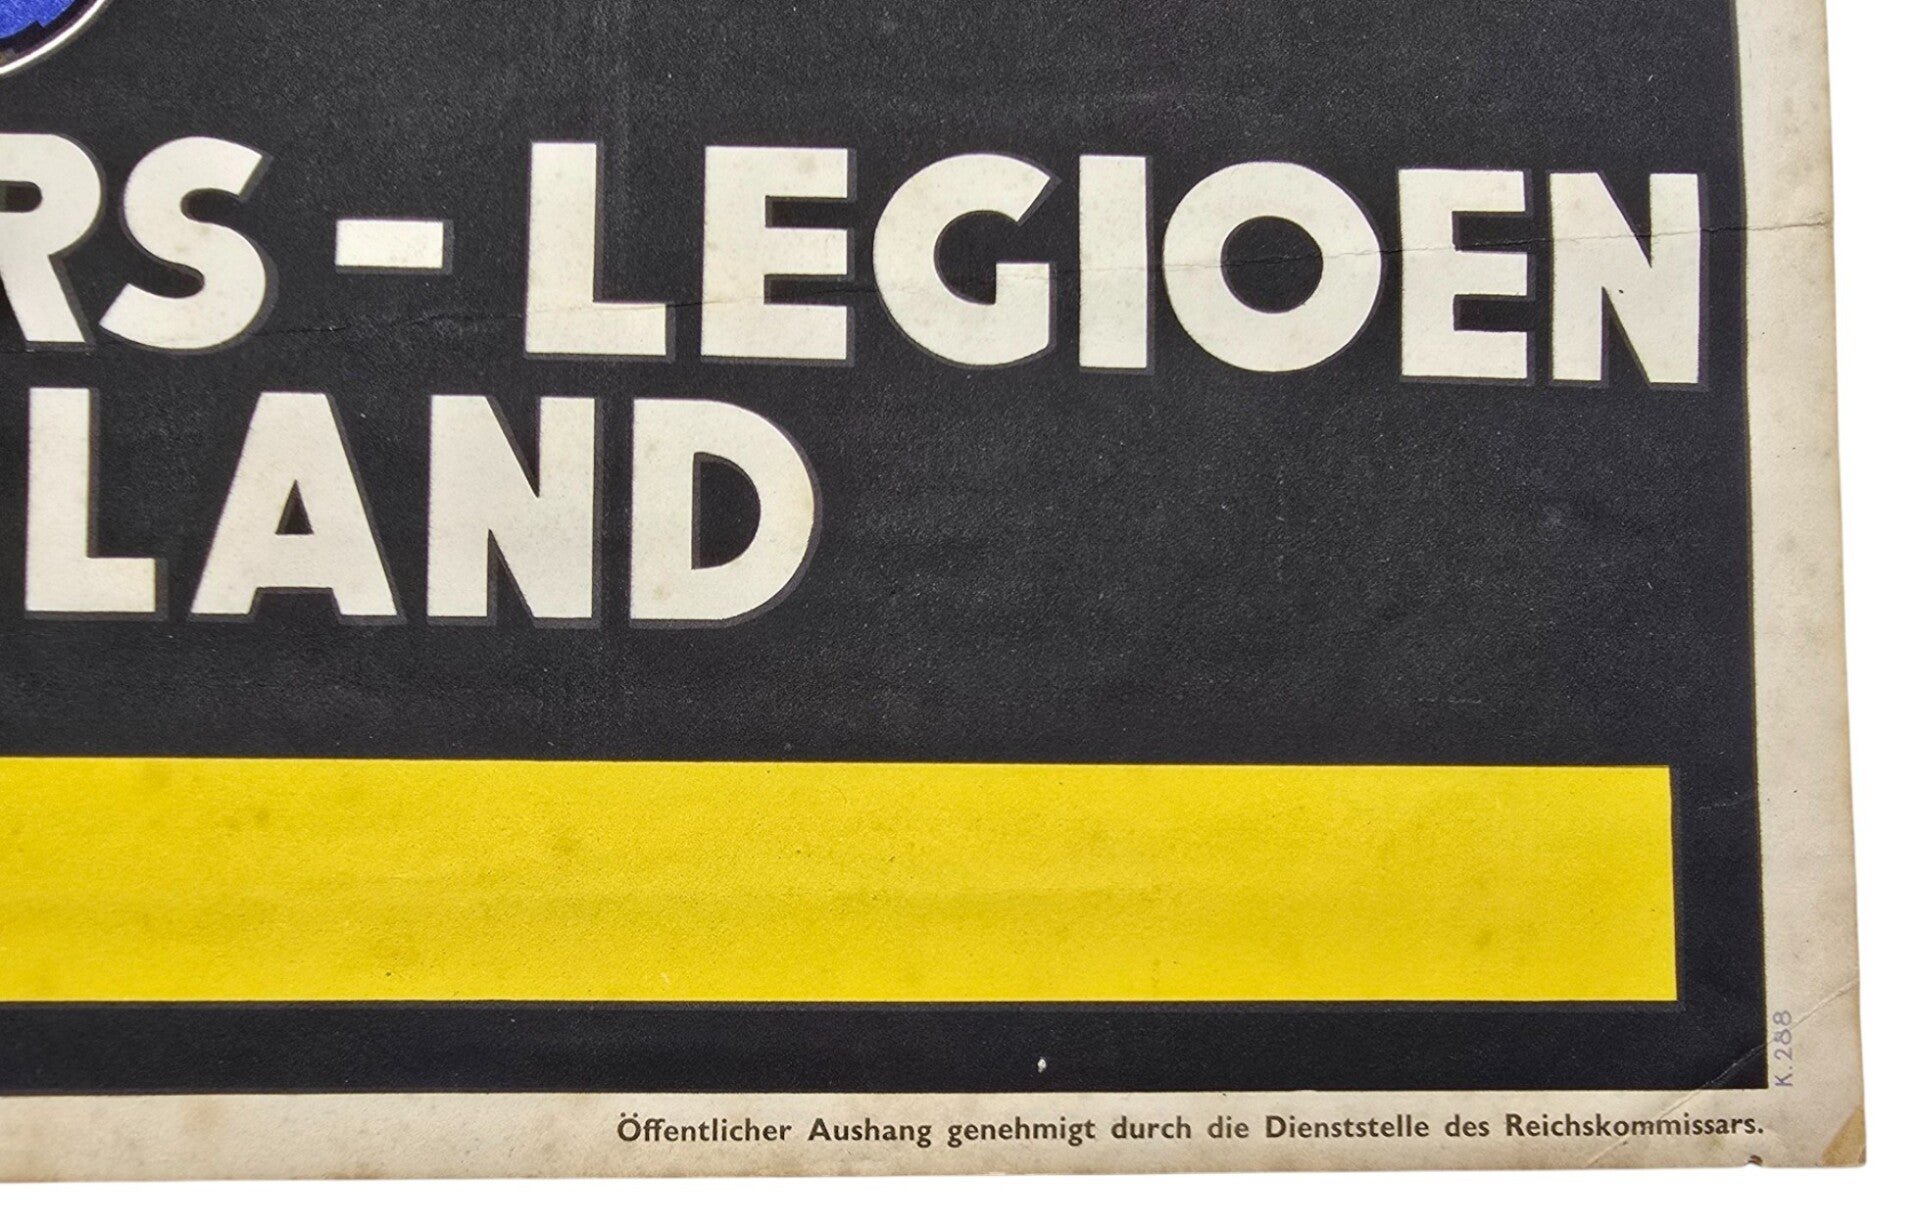 RS - LEGIOEN
LAND
K. 288
Öffentlicher Aushang genehmigt durch die Dienststelle des Reichskommissars.